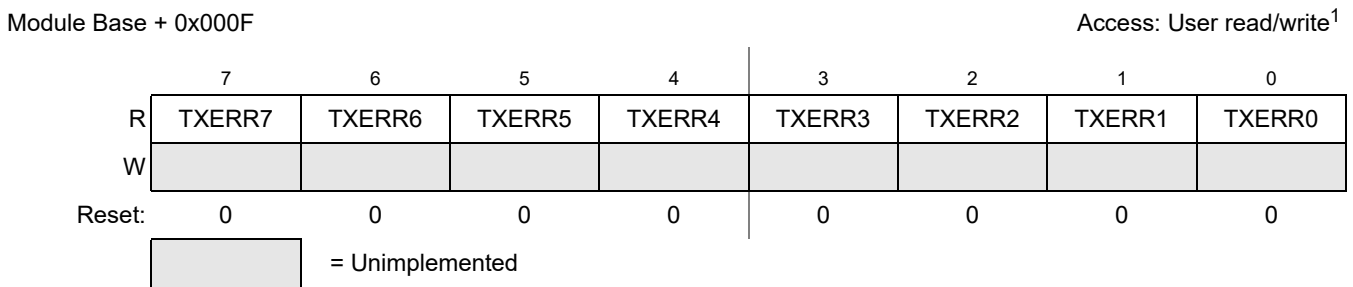 Module Base + 0x000F Access: User read/write1
7 6 5 4 3 2 1 0
R TXERR7 TXERR6 TXERR5 TXERR4 TXERR3 TXERR2 TXERR1 TXERR0
W
Reset: 0 0 0 0 0 0 0 0
= Unimplemented